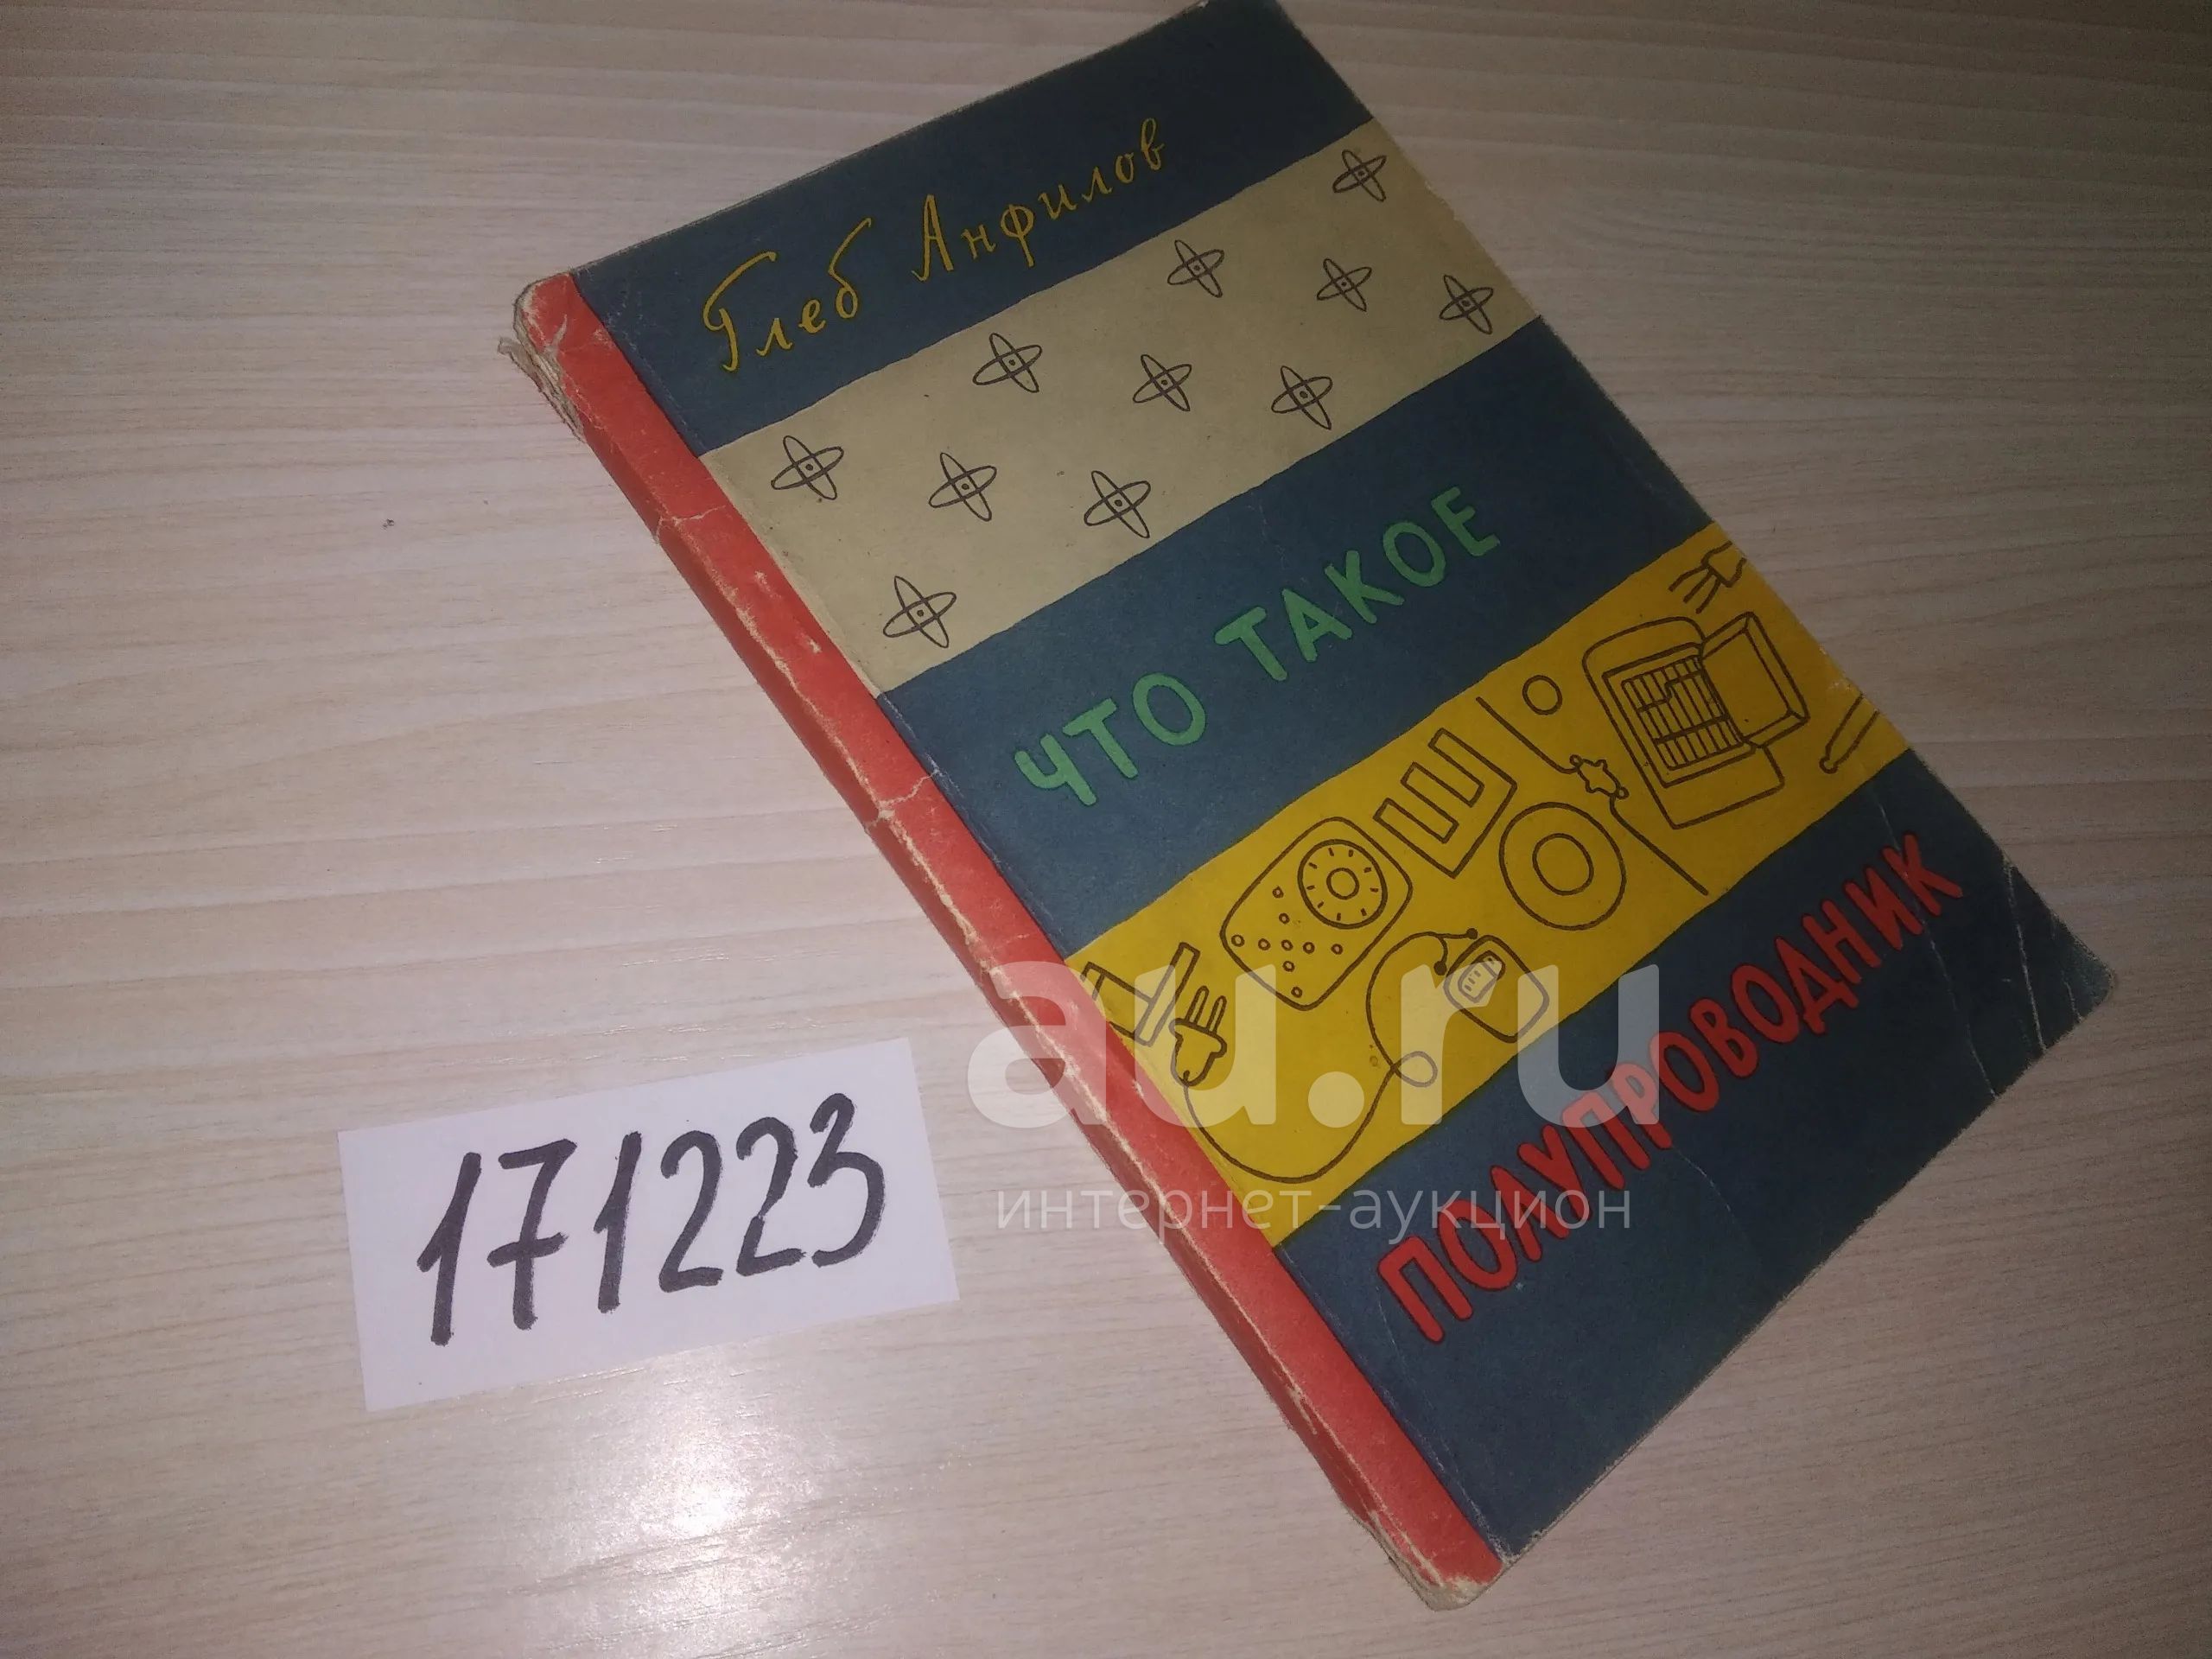 Глеб Анфилов
ЧТО ТАКОЕ
ПОЛУПРОВОДНИК
au.ru
интернет-аукцион
171223